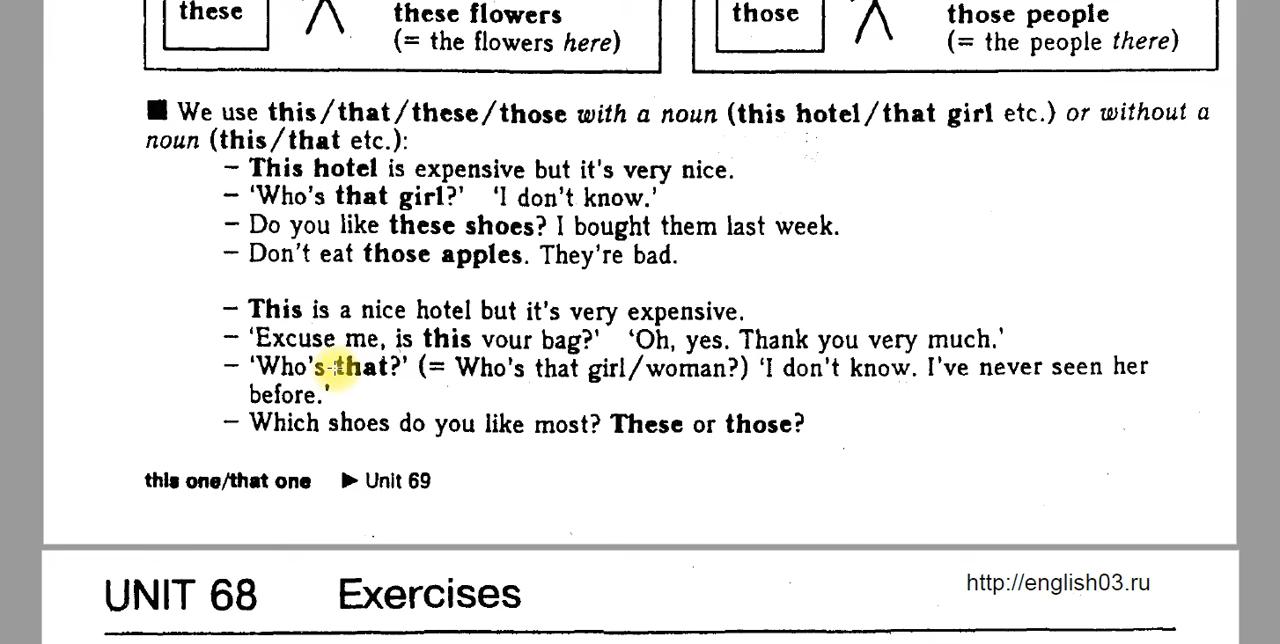 these
these flowers
(= the flowers here)
those
those people
(= the people there)
■ We use this/that/these/those with a noun (this hotel/that girl etc.) or without a
noun (this/that etc.):
– This hotel is expensive but it's very nice.
– 'Who's that girl?' 'I don't know.'
– Do you like these shoes? I bought them last week.
– Don't eat those apples. They're bad.
– This is a nice hotel but it's very expensive.
– 'Excuse me, is this vour bag?' 'Oh, yes. Thank you very much.'
– 'Who's that?' (= Who's that girl/woman?) 'I don't know. I've never seen her
before.'
– Which shoes do you like most? These or those?
this one/that one ▶ Unit 69
UNIT 68 Exercises
http://english03.ru